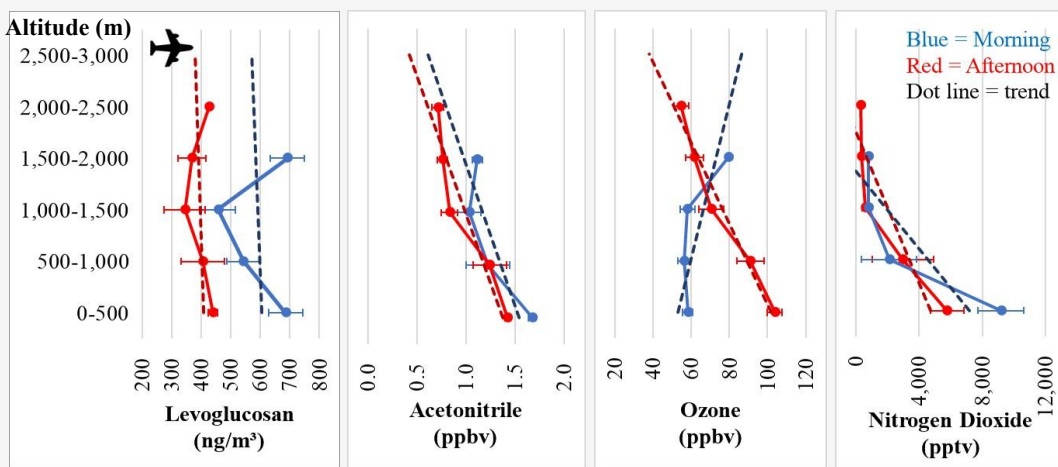 Altitude (m)
2,500-3,000
2,000-2,500
1,500-2,000
1,000-1,500
500-1,000
0-500
200 300 400 500 600 700 800
Levoglucosan
(ng/m³)
0.0 0.5 1.0 1.5 2.0
Acetonitrile
(ppbv)
20 40 60 80 100 120
Ozone
(ppbv)
Blue = Morning
Red = Afternoon
Dot line = trend
0 4,000 8,000 12,000
Nitrogen Dioxide
(pptv)